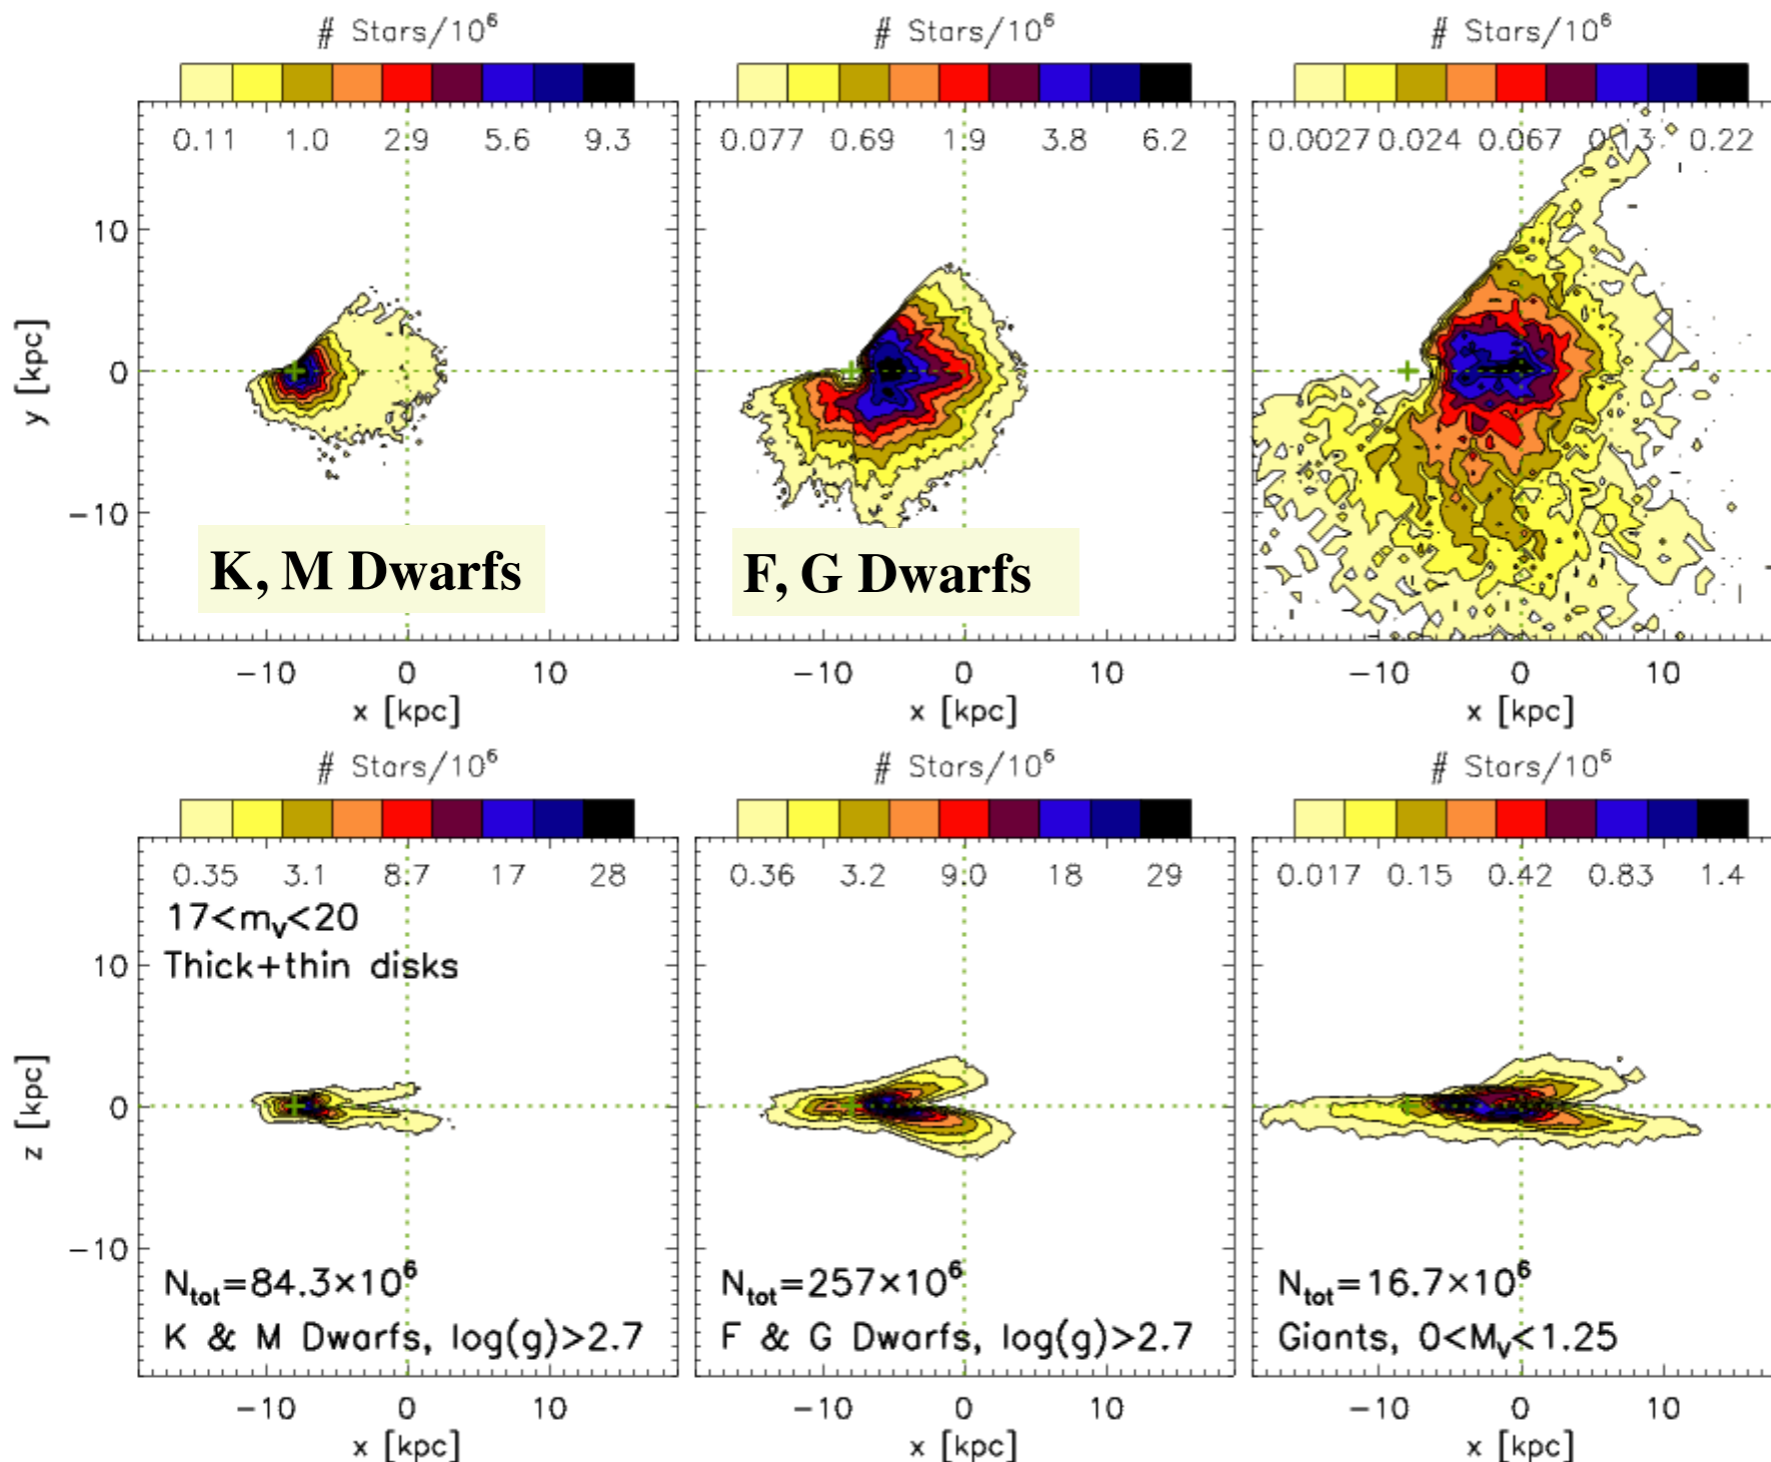 # Stars/10⁶ # Stars/10⁶ # Stars/10⁶
0.11 1.0 2.9 5.6 9.3 0.077 0.69 1.9 3.8 6.2 0.0027 0.024 0.067 0.13 0.22
10
0
−10
y [kpc]
K, M Dwarfs F, G Dwarfs
−10 0 10 −10 0 10 −10 0 10
x [kpc] x [kpc] x [kpc]
# Stars/10⁶ # Stars/10⁶ # Stars/10⁶
0.35 3.1 8.7 17 28 0.36 3.2 9.0 18 29 0.017 0.15 0.42 0.83 1.4
17<mᵥ<20
Thick+thin disks
10
0
−10
z [kpc]
Nₜₒₜ=84.3×10⁶ Nₜₒₜ=257×10⁶ Nₜₒₜ=16.7×10⁶
K & M Dwarfs, log(g)>2.7 F & G Dwarfs, log(g)>2.7 Giants, 0<Mᵥ<1.25
−10 0 10 −10 0 10 −10 0 10
x [kpc] x [kpc] x [kpc]